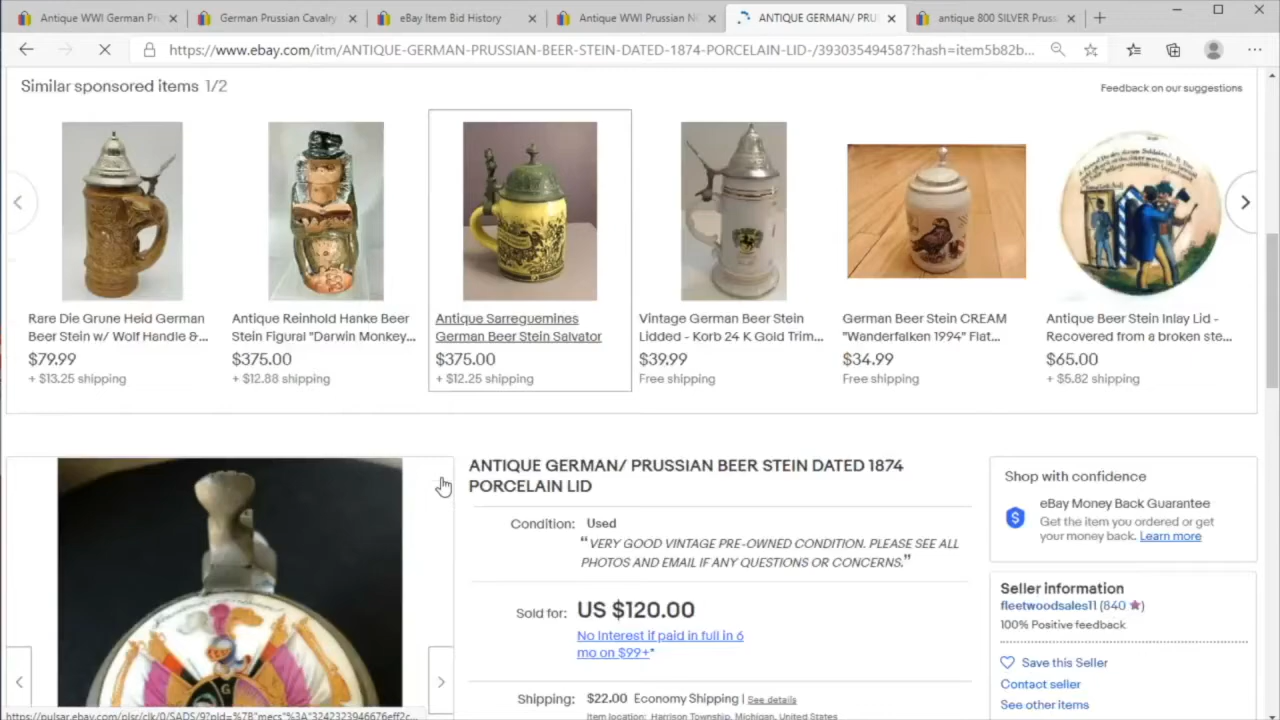 Antique WWI German Pr
German Prussian Cavalry
eBay Item Bid History
Antique WWI Prussian N
ANTIQUE GERMAN/ PRU
antique 800 SILVER Prus
https://www.ebay.com/itm/ANTIQUE-GERMAN-PRUSSIAN-BEER-STEIN-DATED-1874-PORCELAIN-LID-/393035494587?hash=item5b82b...
Similar sponsored items 1/2
Feedback on our suggestions
Rare Die Grune Heid German
Beer Stein w/ Wolf Handle &...
$79.99
+ $13.25 shipping
Antique Reinhold Hanke Beer
Stein Figural "Darwin Monkey...
$375.00
+ $12.88 shipping
Antique Sarreguemines
German Beer Stein Salvator
$375.00
+ $12.25 shipping
Vintage German Beer Stein
Lidded - Korb 24 K Gold Trim...
$39.99
Free shipping
German Beer Stein CREAM
"Wanderfalken 1994" Flat...
$34.99
Free shipping
Antique Beer Stein Inlay Lid -
Recovered from a broken ste...
$65.00
+ $5.82 shipping
ANTIQUE GERMAN/ PRUSSIAN BEER STEIN DATED 1874
PORCELAIN LID
Condition: Used
“VERY GOOD VINTAGE PRE-OWNED CONDITION. PLEASE SEE ALL
PHOTOS AND EMAIL IF ANY QUESTIONS OR CONCERNS.”
Sold for: US $120.00
No Interest if paid in full in 6
mo on $99+*
Shipping: $22.00 Economy Shipping | See details
Item location: Harrison Township, Michigan, United States
Shop with confidence
eBay Money Back Guarantee
Get the item you ordered or get
your money back. Learn more
Seller information
fleetwoodsales11 (840 ★)
100% Positive feedback
Save this Seller
Contact seller
See other items